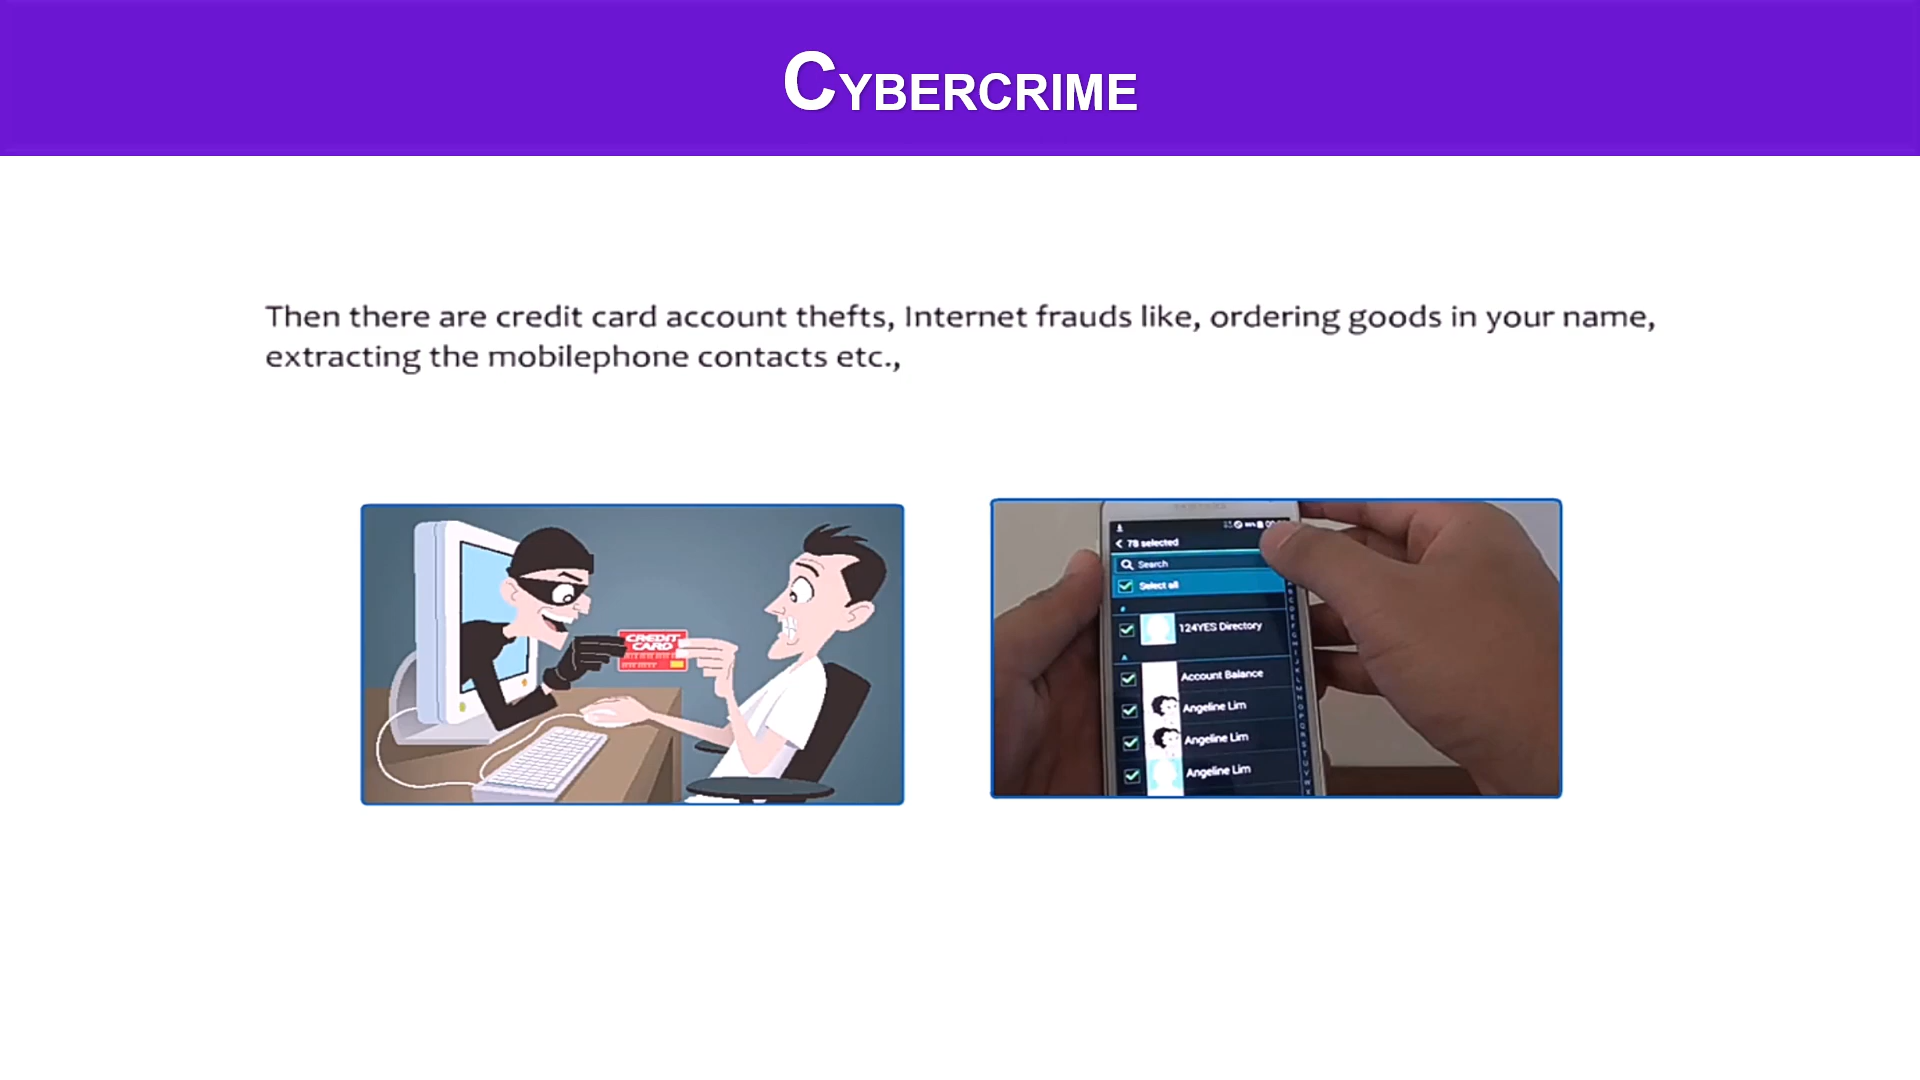 CYBERCRIME
Then there are credit card account thefts, Internet frauds like, ordering goods in your name,
extracting the mobilephone contacts etc.,
CREDIT
CARD
78 selected
Search
Select all
#
124YES Directory
A
Account Balance
Angeline Lim
Angeline Lim
Angeline Lim